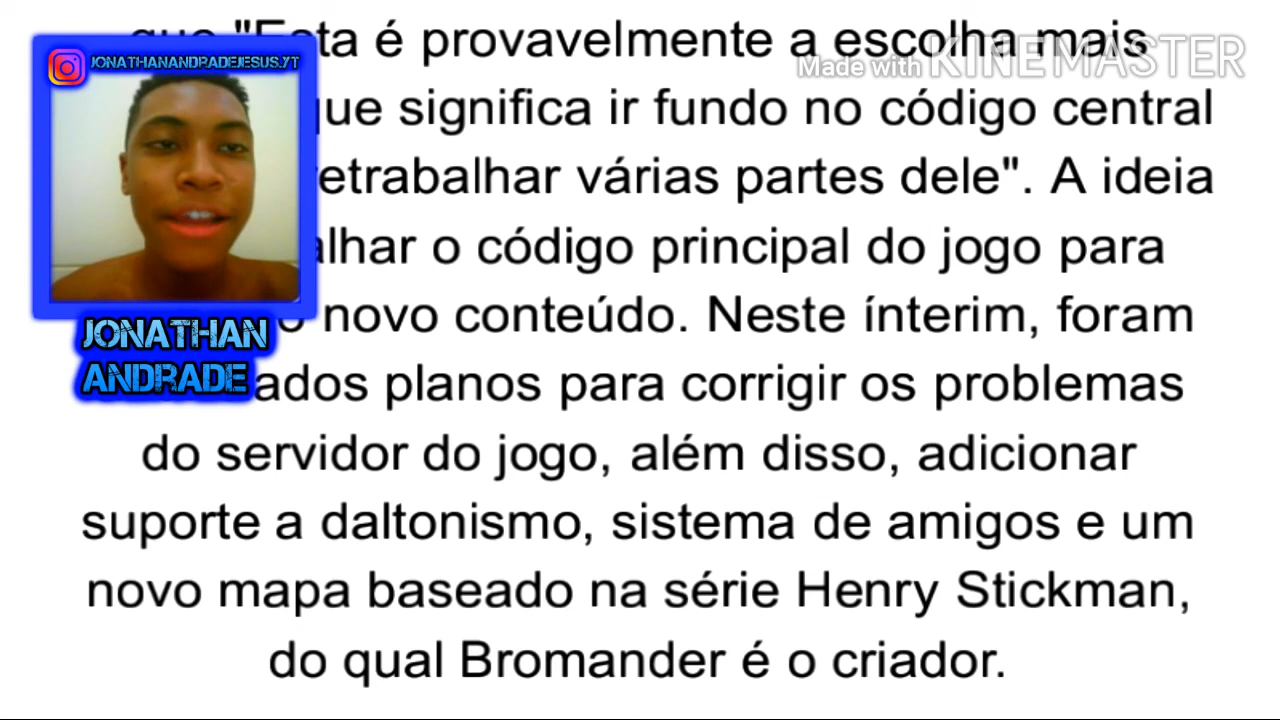 que "Esta é provavelmente a escolha mais
Made with KINEMASTER
JONATHANANDRADEJESUS.YT
que significa ir fundo no código central
retrabalhar várias partes dele". A ideia
o código principal do jogo para
novo conteúdo. Neste ínterim, foram
JONATHAN
ANDRADE
planos para corrigir os problemas
do servidor do jogo, além disso, adicionar
suporte a daltonismo, sistema de amigos e um
novo mapa baseado na série Henry Stickman,
do qual Bromander é o criador.